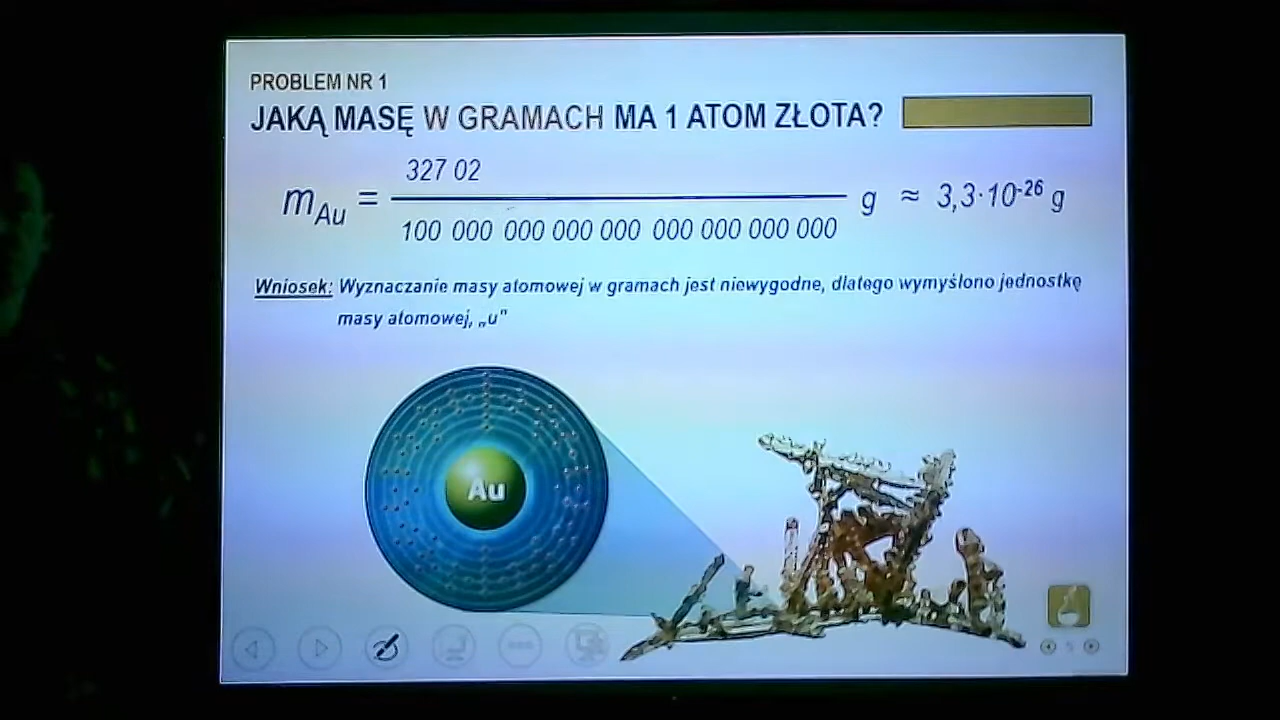 PROBLEM NR 1
JAKĄ MASĘ W GRAMACH MA 1 ATOM ZŁOTA?
327 02
mAu = g ≈ 3,3·10-26 g
100 000 000 000 000 000 000 000 000
Wniosek: Wyznaczanie masy atomowej w gramach jest niewygodne, dlatego wymyślono jednostkę
masy atomowej, „u"
Au